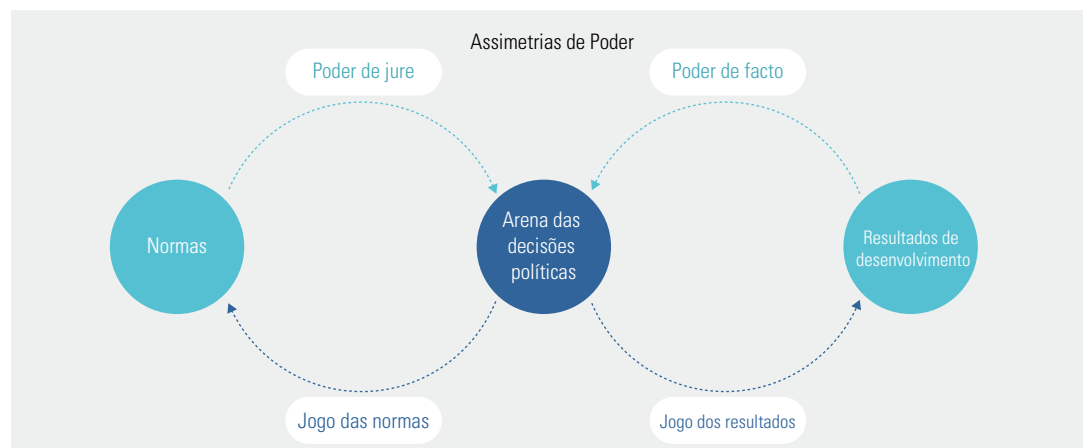 Assimetrias de Poder
Poder de jure
Poder de facto
Normas
Arena das
decisões
políticas
Resultados de
desenvolvimento
Jogo das normas
Jogo dos resultados